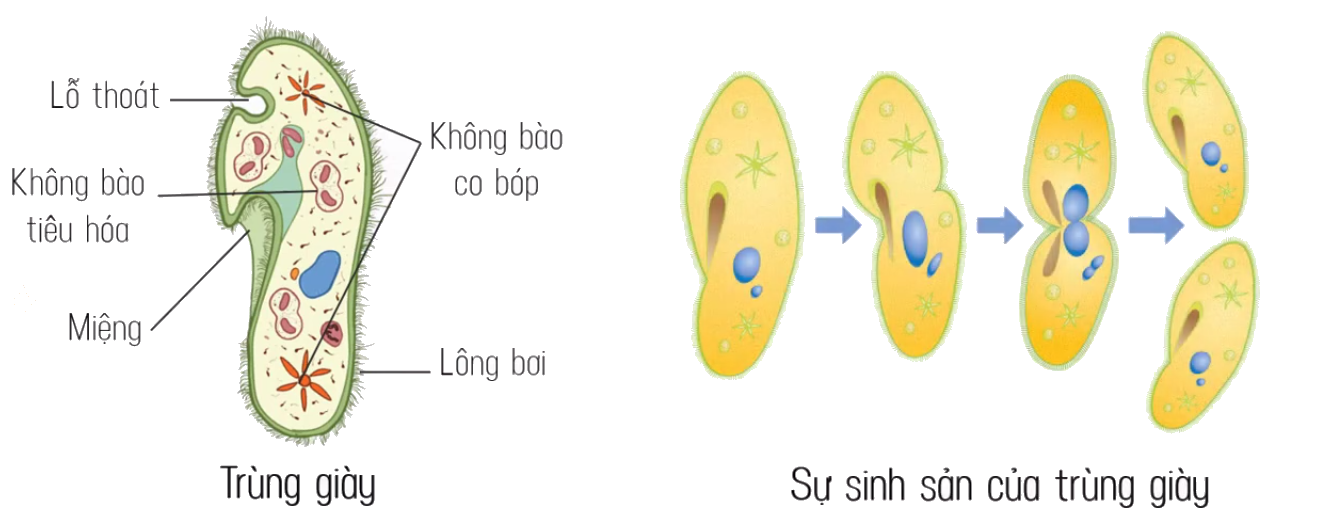 Lỗ thoát
Không bào
tiêu hóa
Miệng
Không bào
co bóp
Lông bơi
Trùng giày
Sự sinh sản của trùng giày